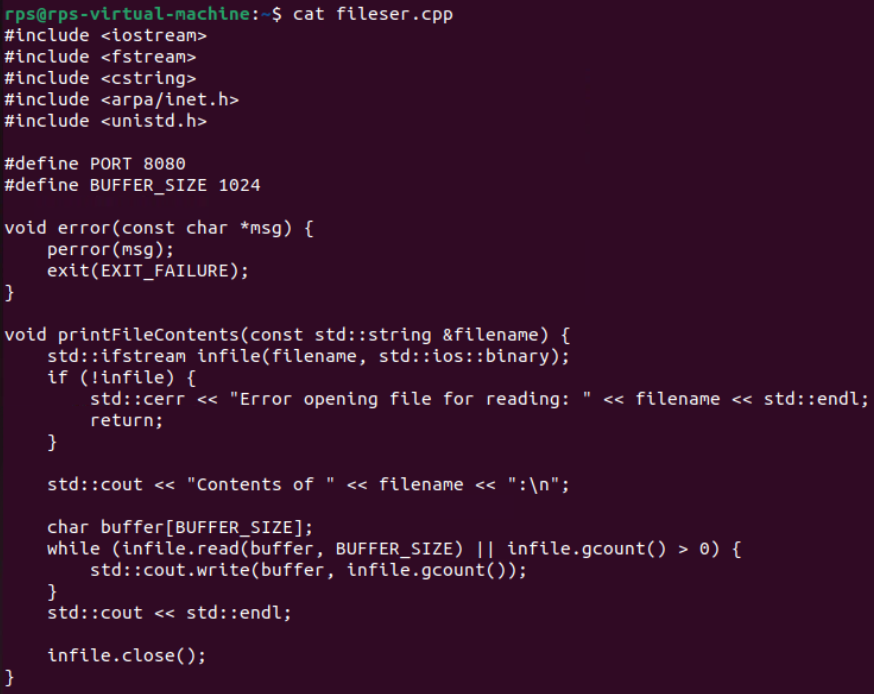 rps@rps-virtual-machine:~$ cat fileser.cpp
#include <iostream>
#include <fstream>
#include <cstring>
#include <arpa/inet.h>
#include <unistd.h>

#define PORT 8080
#define BUFFER_SIZE 1024

void error(const char *msg) {
    perror(msg);
    exit(EXIT_FAILURE);
}

void printFileContents(const std::string &filename) {
    std::ifstream infile(filename, std::ios::binary);
    if (!infile) {
        std::cerr << "Error opening file for reading: " << filename << std::endl;
        return;
    }

    std::cout << "Contents of " << filename << ":\n";

    char buffer[BUFFER_SIZE];
    while (infile.read(buffer, BUFFER_SIZE) || infile.gcount() > 0) {
        std::cout.write(buffer, infile.gcount());
    }
    std::cout << std::endl;

    infile.close();
}